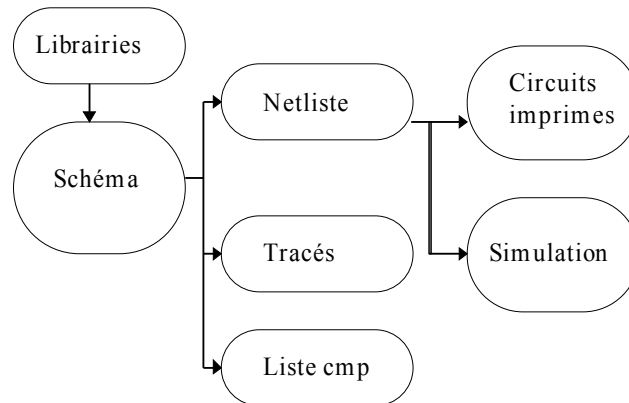 Librairies
Schéma
Netliste
Tracés
Liste cmp
Circuits
imprimes
Simulation